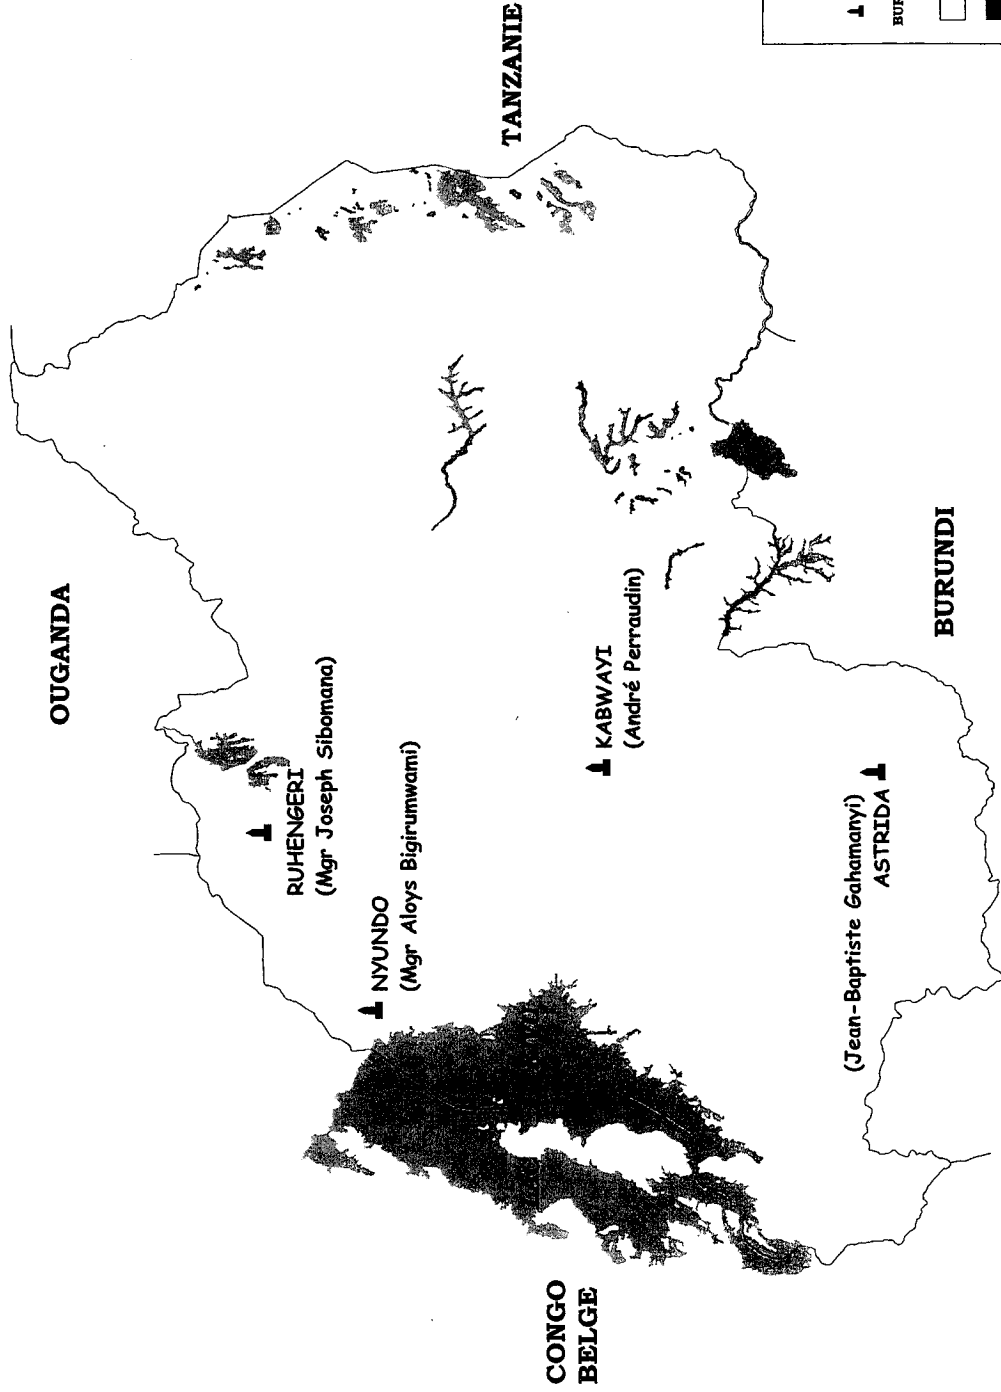 OUGANDA
TANZANIE
RUHENGERI
(Mgr Joseph Sibomana)
NYUNDO
(Mgr Aloys Bigirumwami)
KABWAYI
(André Perraudin)
(Jean-Baptiste Gahamanyi)
ASTRIDA
CONGO
BELGE
BURUNDI